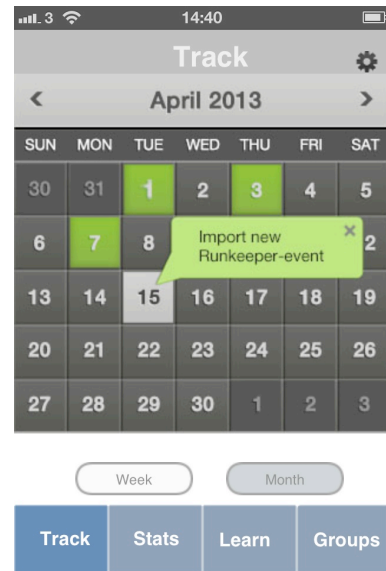 3 14:40
Track
April 2013
SUN MON TUE WED THU FRI SAT
30 31 1 2 3 4 5
6 7 8 2
Import new
Runkeeper-event
13 14 15 16 17 18 19
20 21 22 23 24 25 26
27 28 29 30 1 2 3
Week Month
Track Stats Learn Groups